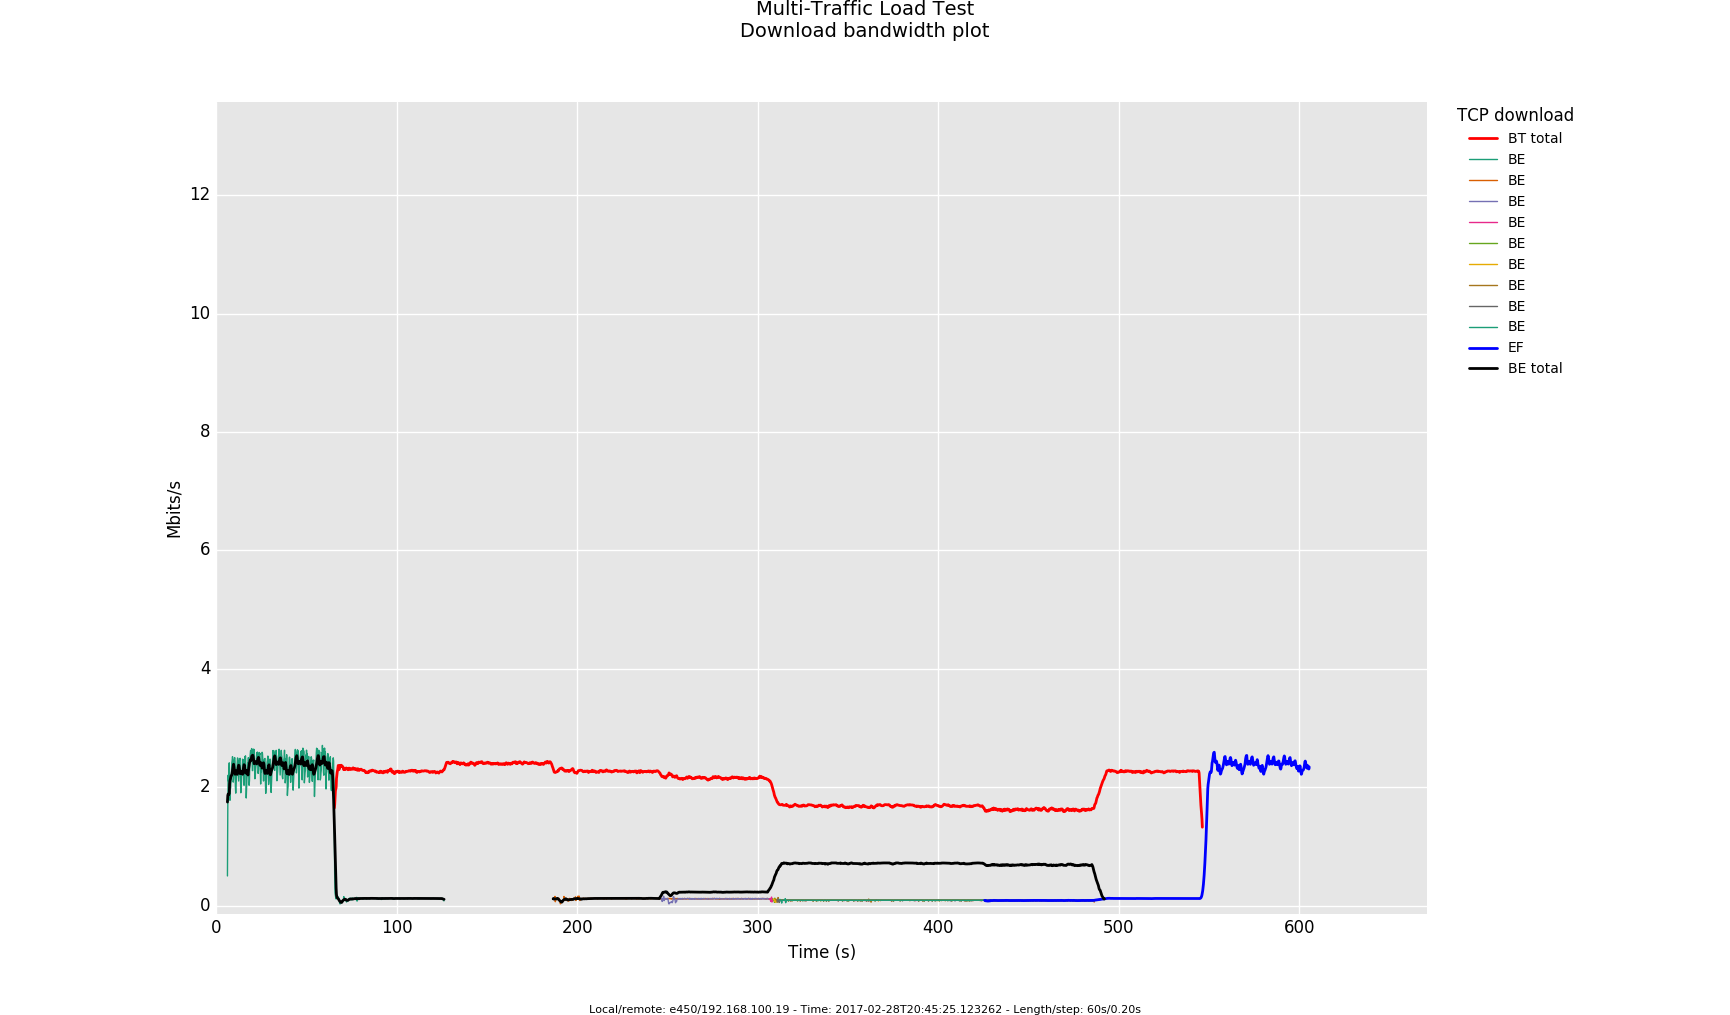 Multi-Traffic Load Test
Download bandwidth plot
TCP download
BT total
BE
BE
BE
BE
BE
BE
BE
BE
BE
EF
BE total
Mbits/s
12
10
8
6
4
2
0
0 100 200 300 400 500 600
Time (s)
Local/remote: e450/192.168.100.19 - Time: 2017-02-28T20:45:25.123262 - Length/step: 60s/0.20s